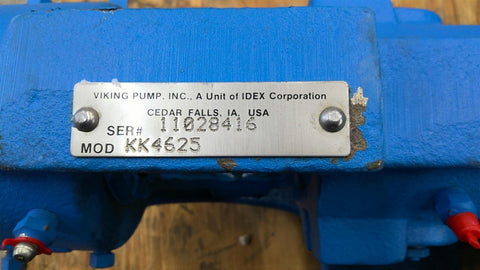 VIKING PUMP, INC., A Unit of IDEX Corporation
CEDAR FALLS, IA, USA
SER# 11028416
MOD KK4625